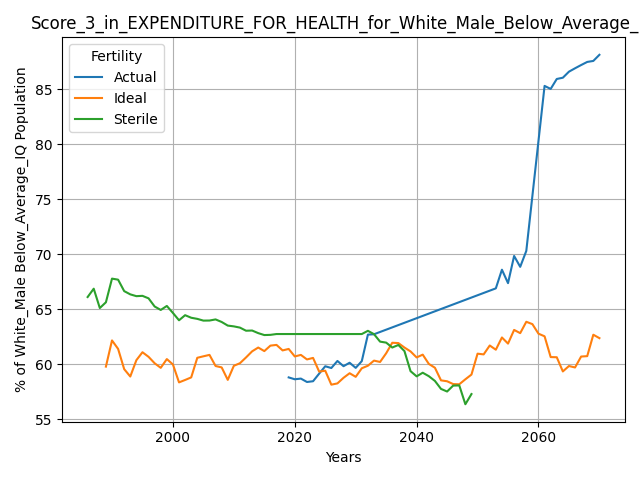 Score_3_in_EXPENDITURE_FOR_HEALTH_for_White_Male_Below_Average_
Fertility
Actual
Ideal
Sterile
% of White_Male Below_Average_IQ Population
85
80
75
70
65
60
55
2000 2020 2040 2060
Years